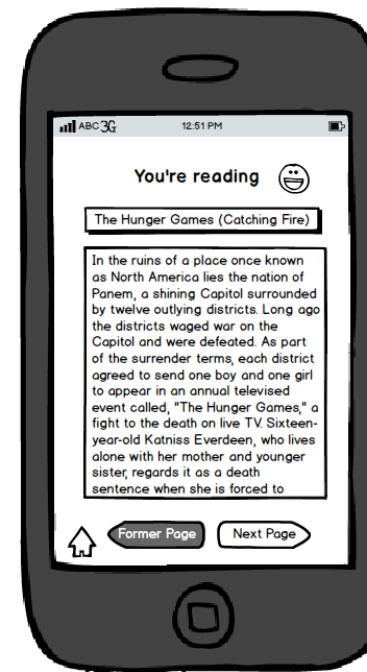 ABC 3G 12:51 PM
You're reading
The Hunger Games (Catching Fire)
In the ruins of a place once known
as North America lies the nation of
Panem, a shining Capitol surrounded
by twelve outlying districts. Long ago
the districts waged war on the
Capitol and were defeated. As part
of the surrender terms, each district
agreed to send one boy and one girl
to appear in an annual televised
event called, "The Hunger Games," a
fight to the death on live TV. Sixteen-
year-old Katniss Everdeen, who lives
alone with her mother and younger
sister, regards it as a death
sentence when she is forced to
Former Page Next Page